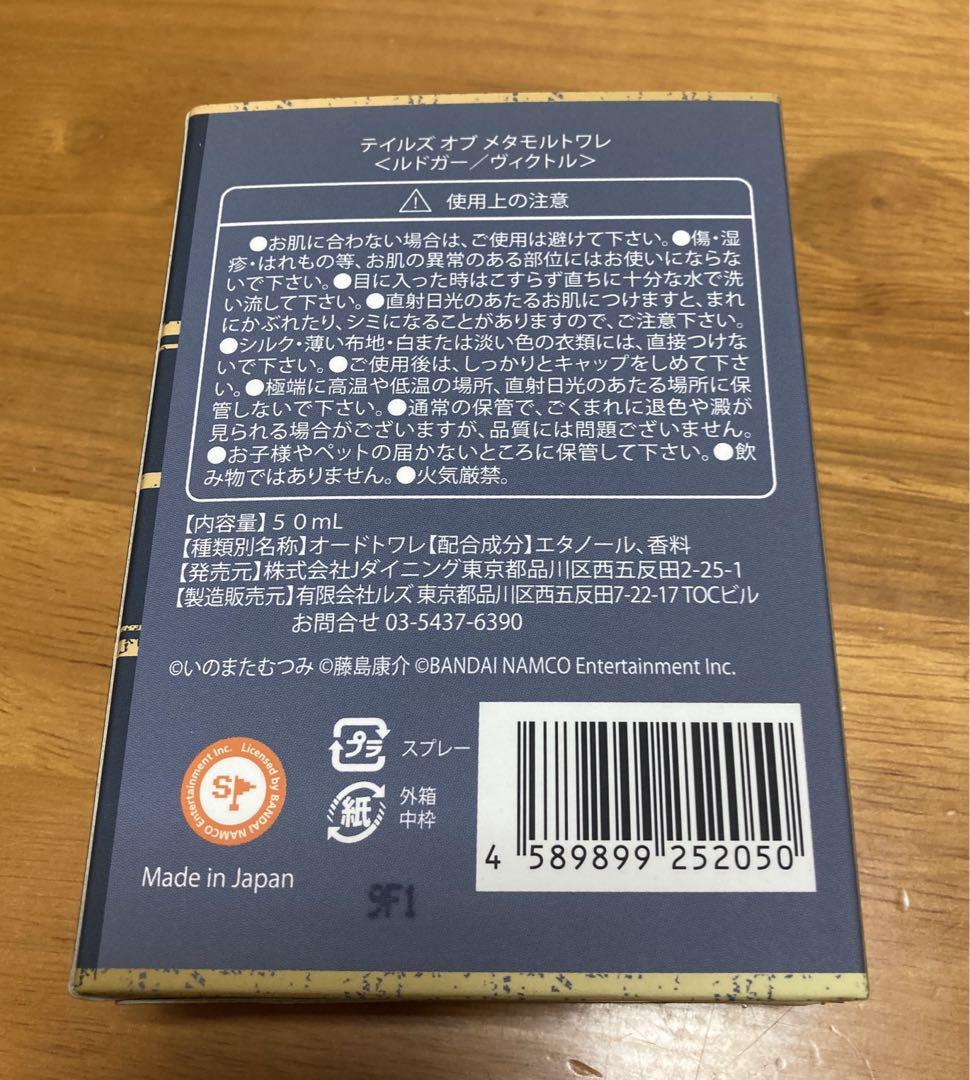 テイルズ オブ メタモルトワレ
＜ルドガー／ヴィクトル＞
使用上の注意
●お肌に合わない場合は、ご使用は避けて下さい。●傷・湿
疹・はれもの等、お肌の異常のある部位にはお使いにならな
いで下さい。●目に入った時はこすらず直ちに十分な水で洗
い流して下さい。●直射日光のあたるお肌につけますと、まれ
にかぶれたり、シミになることがありますので、ご注意下さい。
●シルク・薄い布地・白または淡い色の衣類には、直接つけな
いで下さい。●ご使用後は、しっかりとキャップをしめて下さ
い。●極端に高温や低温の場所、直射日光のあたる場所に保
管しないで下さい。●通常の保管で、ごくまれに退色や澱が
見られる場合がございますが、品質には問題ございません。
●お子様やペットの届かないところに保管して下さい。●飲
み物ではありません。●火気厳禁。
【内容量】５０mL
【種類別名称】オードトワレ【配合成分】エタノール、香料
【発売元】株式会社Jダイニング東京都品川区西五反田2-25-1
【製造販売元】有限会社ルズ 東京都品川区西五反田7-22-17 TOCビル
お問合せ 03-5437-6390
©いのまたむつみ ©藤島康介 ©BANDAI NAMCO Entertainment Inc.
Licensed by BANDAI NAMCO Entertainment Inc.
S
プラ スプレー
紙 外箱
中枠
Made in Japan
9F1
4 589899 252050